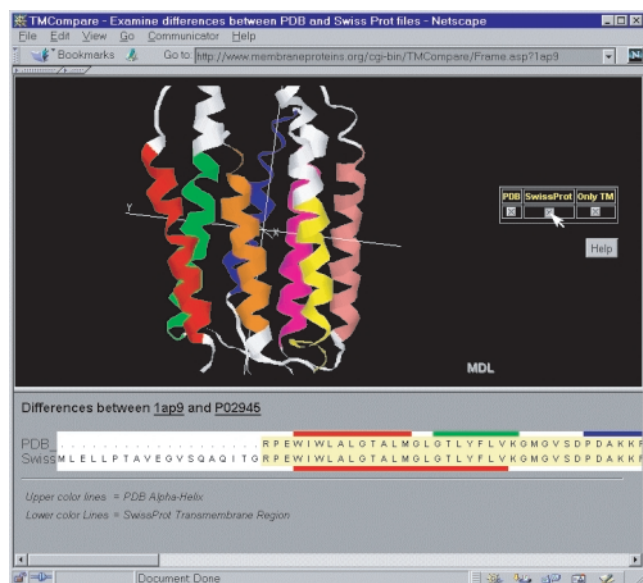 TMCompare - Examine differences between PDB and Swiss Prot files - Netscape
File Edit View Go Communicator Help
Bookmarks Go to: http://www.membraneproteins.org/cgi-bin/TMCompare/Frame.asp?1ap9
Y
X
PDB SwissProt Only TM
Help
MDL
Differences between 1ap9 and P02945
PDB_ . . . . . . . . . . . . . . . . . . . R P E W I W L A L G T A L M G L G T L Y F L V K G M G V S D P D A K K F
Swiss M L E L L P T A V E G V S Q A Q I T G R P E W I W L A L G T A L M G L G T L Y F L V K G M G V S D P D A K K F
Upper color lines = PDB Alpha-Helix
Lower color Lines = SwissProt Transmembrane Region
Document Done